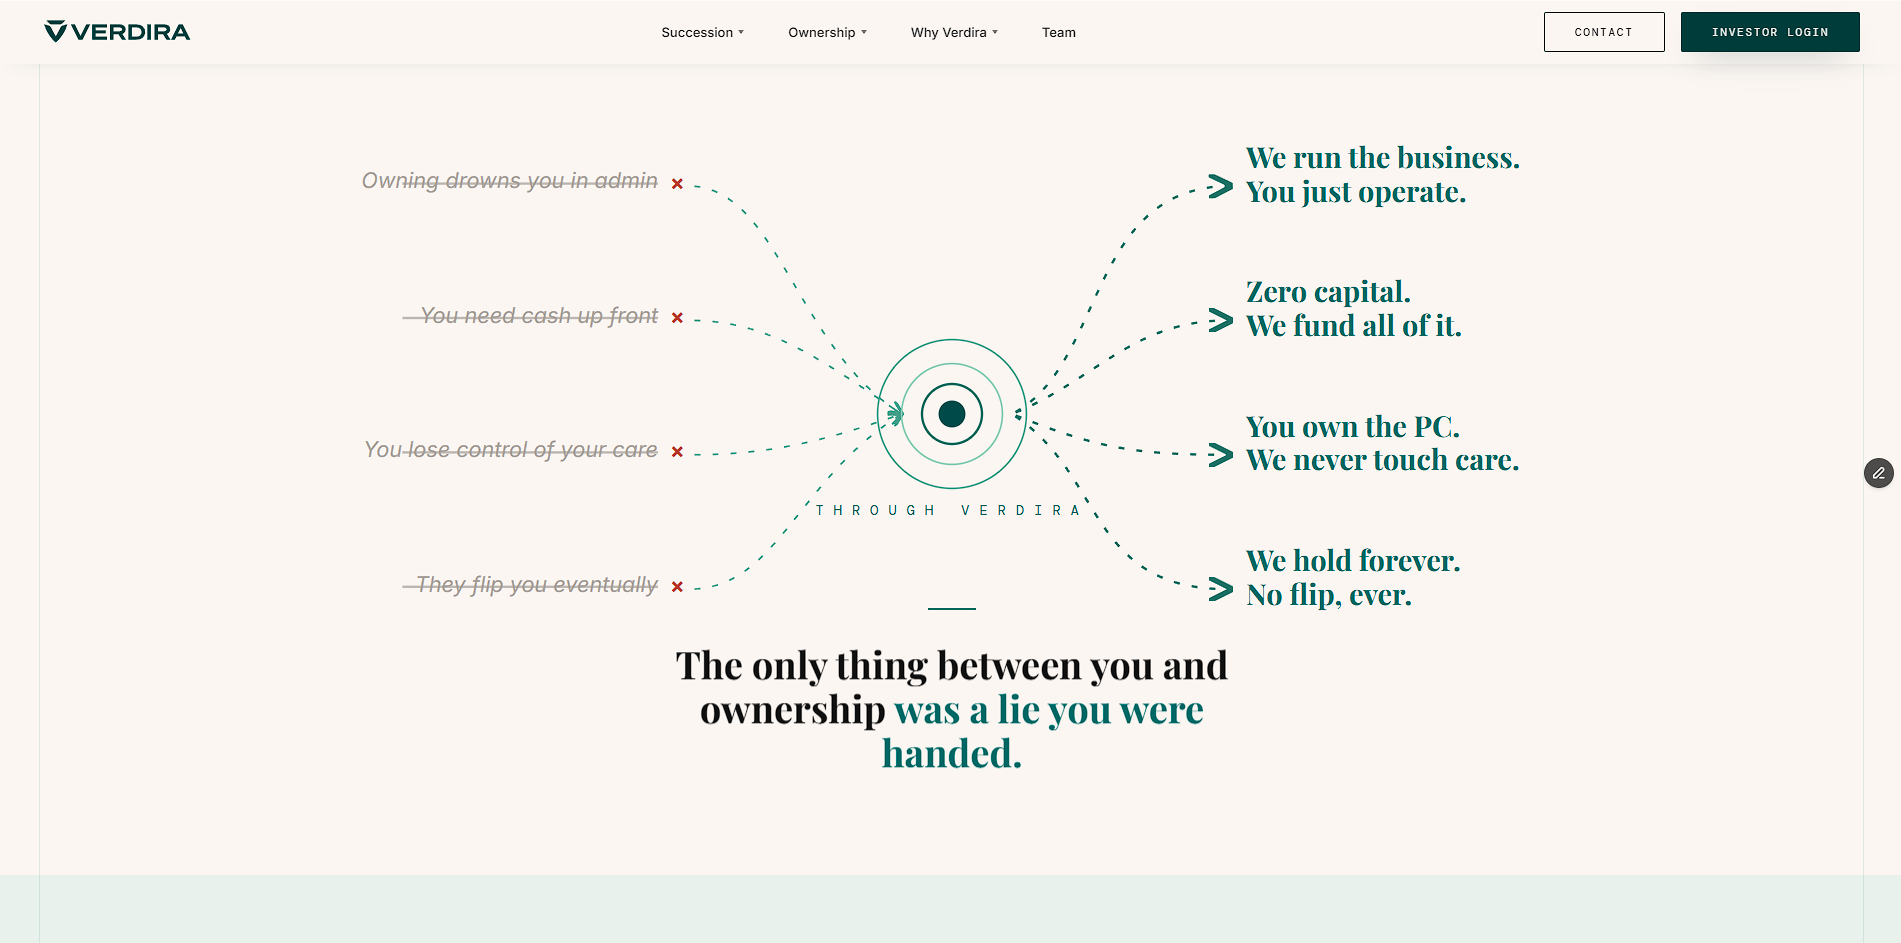 VERDIRA
Succession
Ownership
Why Verdira
Team
CONTACT
INVESTOR LOGIN
Owning drowns you in admin
You need cash up front
You lose control of your care
They flip you eventually
THROUGH VERDIRA
We run the business.
You just operate.
Zero capital.
We fund all of it.
You own the PC.
We never touch care.
We hold forever.
No flip, ever.
The only thing between you and
ownership was a lie you were
handed.